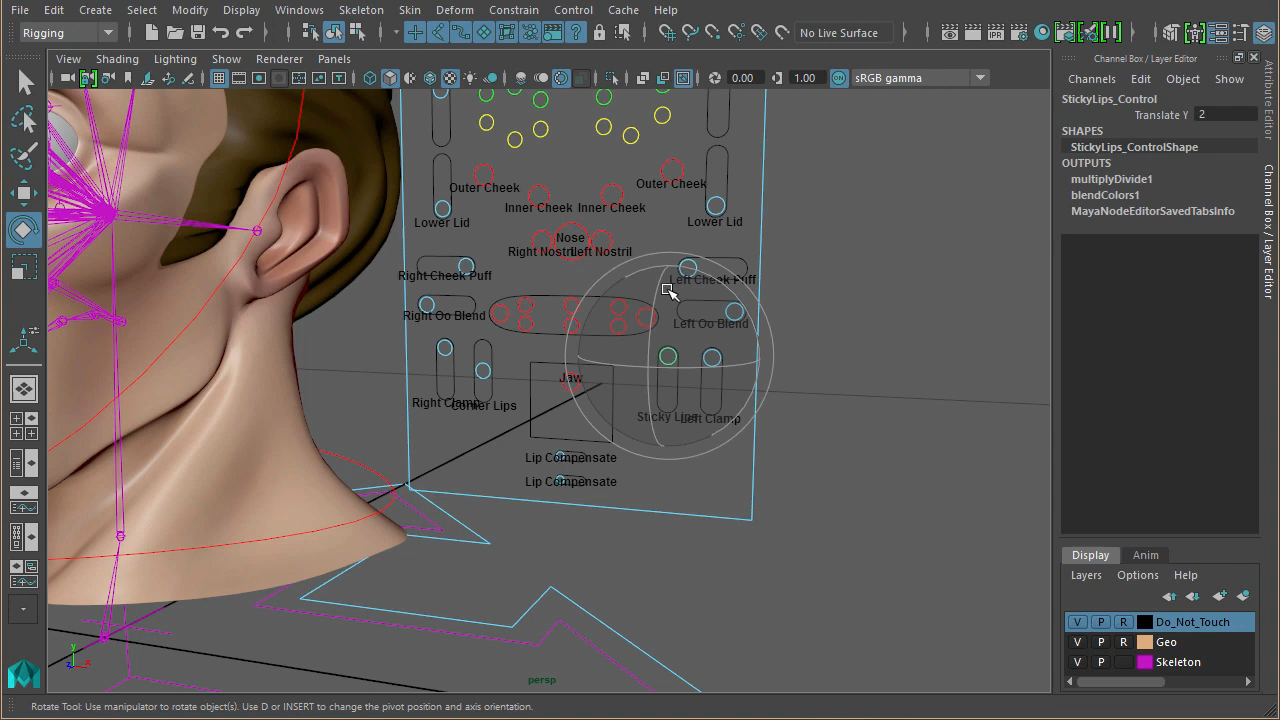 File Edit Create Select Modify Display Windows Skeleton Skin Deform Constrain Control Cache Help
Rigging
No Live Surface
View Shading Lighting Show Renderer Panels
0.00
1.00
ON
sRGB gamma
Outer Cheek
Outer Cheek
Inner Cheek
Inner Cheek
Lower Lid
Lower Lid
Nose
Right Nostril
Left Nostril
Right Cheek Puff
Left Cheek Puff
Right Oo Blend
Left Oo Blend
Jaw
Right Clamp
Corner Lips
Sticky Lips
Left Clamp
Lip Compensate
Lip Compensate
persp
y
z
x
Channel Box / Layer Editor
Channels Edit Object Show
StickyLips_Control
Translate Y 2
SHAPES
StickyLips_ControlShape
OUTPUTS
multiplyDivide1
blendColors1
MayaNodeEditorSavedTabsInfo
Attribute Editor
Channel Box / Layer Editor
Display Anim
Layers Options Help
V P R Do_Not_Touch
V P R Geo
V P Skeleton
Rotate Tool: Use manipulator to rotate object(s). Use D or INSERT to change the pivot position and axis orientation.